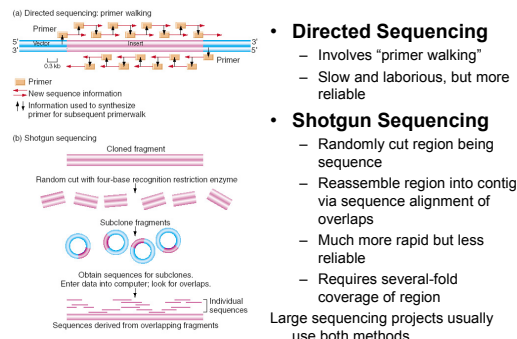 (a) Directed sequencing: primer walking
Primer
5'
3'
Vector
Insert
3'
5'
Primer
0.3 kb
Primer
New sequence information
Information used to synthesize
primer for subsequent primerwalk
(b) Shotgun sequencing
Cloned fragment
Random cut with four-base recognition restriction enzyme
Subclone fragments
Obtain sequences for subclones.
Enter data into computer; look for overlaps.
Individual
sequences
Sequences derived from overlapping fragments
• Directed Sequencing
– Involves “primer walking”
– Slow and laborious, but more
reliable
• Shotgun Sequencing
– Randomly cut region being
sequence
– Reassemble region into contig
via sequence alignment of
overlaps
– Much more rapid but less
reliable
– Requires several-fold
coverage of region
Large sequencing projects usually
use both methods